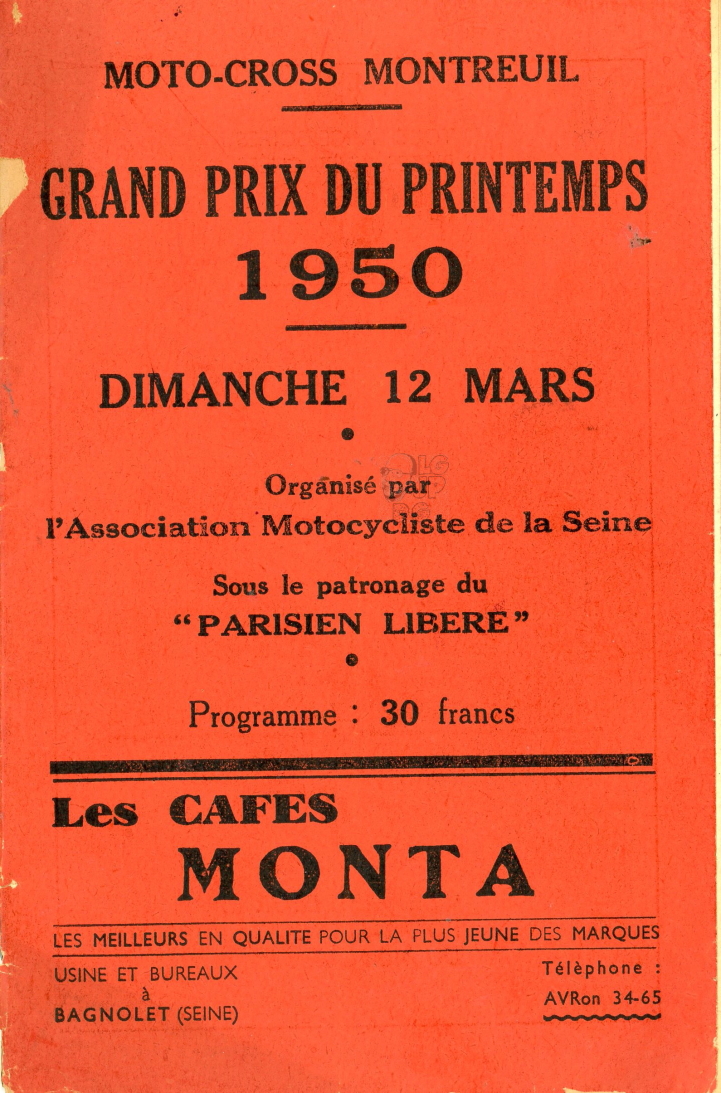 MOTO-CROSS MONTREUIL
GRAND PRIX DU PRINTEMPS
1950
DIMANCHE 12 MARS
Organisé par
l'Association Motocycliste de la Seine
Sous le patronage du
“PARISIEN LIBERE”
Programme : 30 francs
Les CAFES
MONTA
LES MEILLEURS EN QUALITE POUR LA PLUS JEUNE DES MARQUES
USINE ET BUREAUX
à
BAGNOLET (SEINE)
Télèphone :
AVRon 34-65